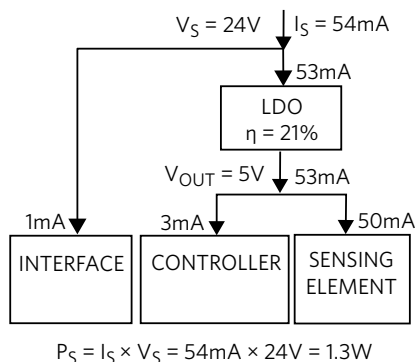 V_S = 24V I_S = 54mA
53mA
LDO
η = 21%
V_OUT = 5V 53mA
1mA 3mA 50mA
INTERFACE CONTROLLER SENSING
ELEMENT
P_S = I_S × V_S = 54mA × 24V = 1.3W